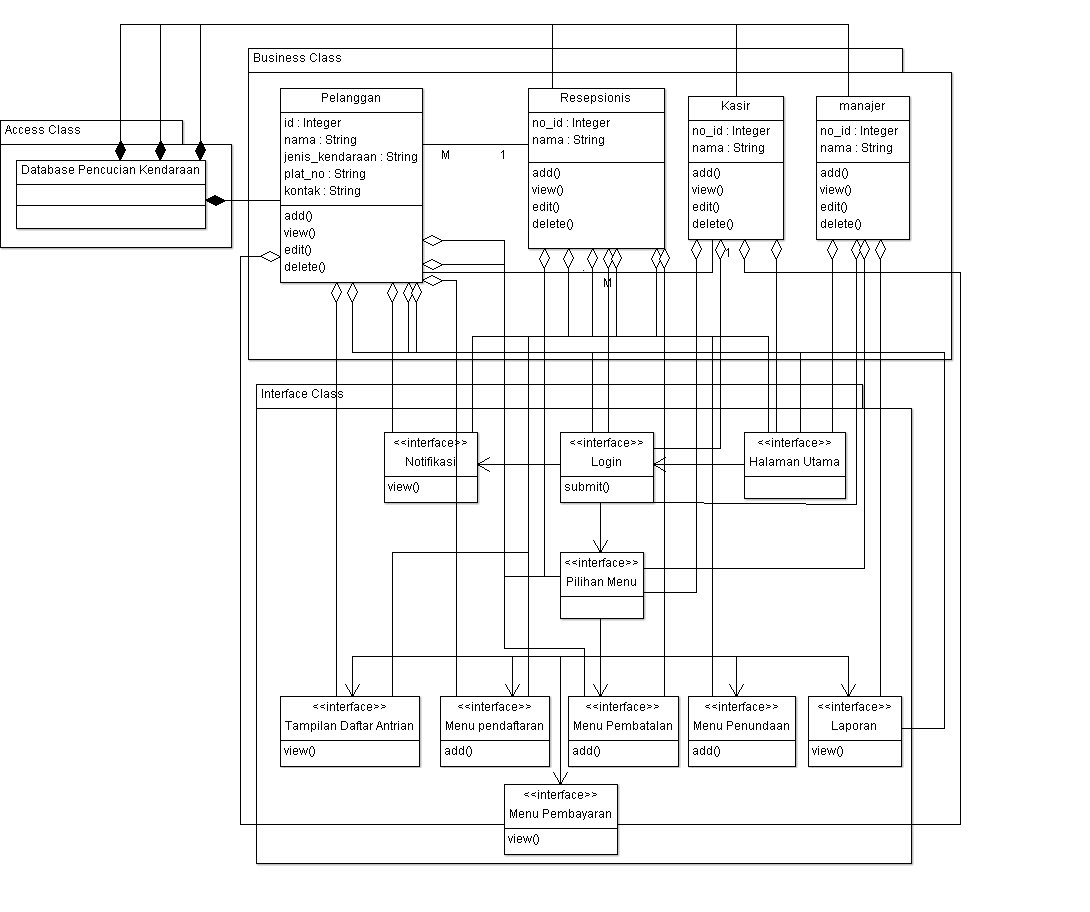 Business Class
Access Class
Database Pencucian Kendaraan
Pelanggan
id : Integer
nama : String
jenis_kendaraan : String
plat_no : String
kontak : String
add()
view()
edit()
delete()
M
1
Resepsionis
no_id : Integer
nama : String
add()
view()
edit()
delete()
Kasir
no_id : Integer
nama : String
add()
view()
edit()
delete()
manajer
no_id : Integer
nama : String
add()
view()
edit()
delete()
1
M
Interface Class
<<interface>>
Notifikasi
view()
<<interface>>
Login
submit()
<<interface>>
Halaman Utama
<<interface>>
Pilihan Menu
<<interface>>
Tampilan Daftar Antrian
view()
<<interface>>
Menu pendaftaran
add()
<<interface>>
Menu Pembatalan
add()
<<interface>>
Menu Penundaan
add()
<<interface>>
Laporan
view()
<<interface>>
Menu Pembayaran
view()